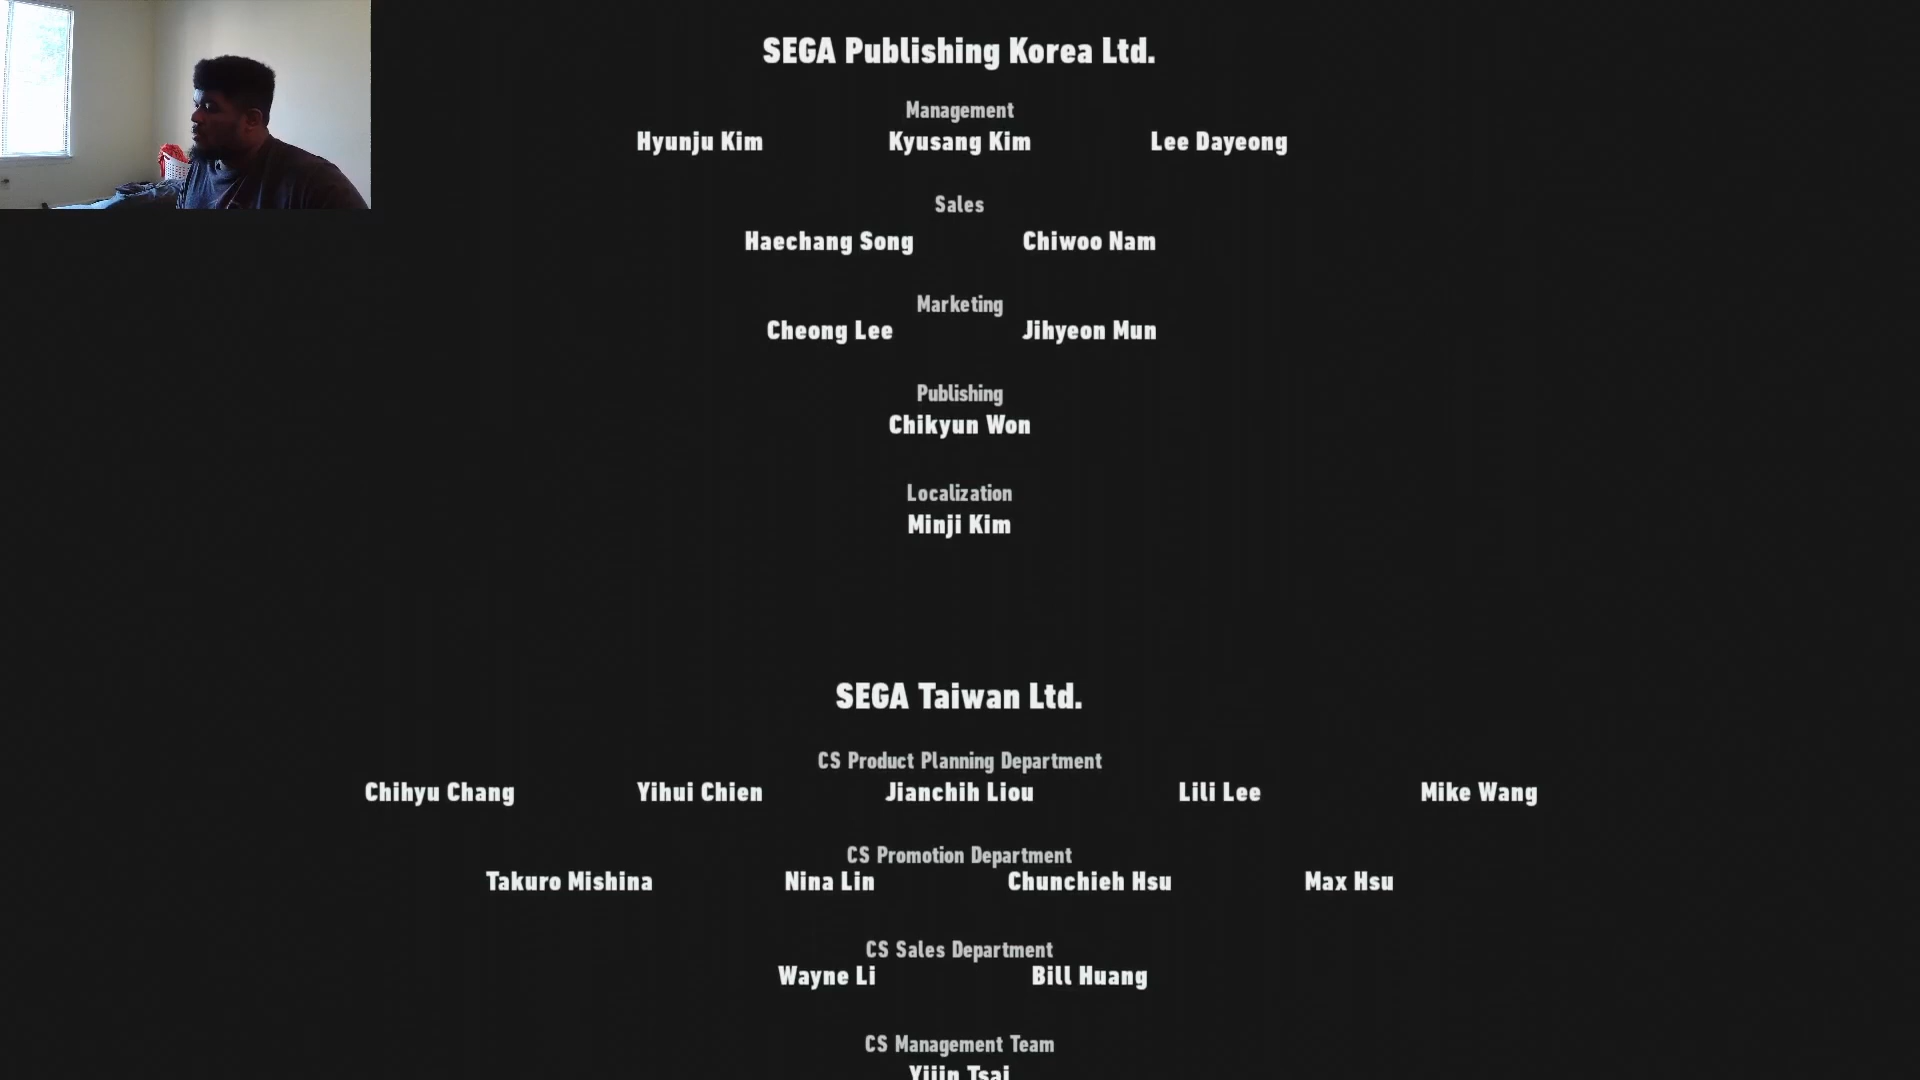 SEGA Publishing Korea Ltd.
Management
Hyunju Kim Kyusang Kim Lee Dayeong
Sales
Haechang Song Chiwoo Nam
Marketing
Cheong Lee Jihyeon Mun
Publishing
Chikyun Won
Localization
Minji Kim
SEGA Taiwan Ltd.
CS Product Planning Department
Chihyu Chang Yihui Chien Jianchih Liou Lili Lee Mike Wang
CS Promotion Department
Takuro Mishina Nina Lin Chunchieh Hsu Max Hsu
CS Sales Department
Wayne Li Bill Huang
CS Management Team
Tsai